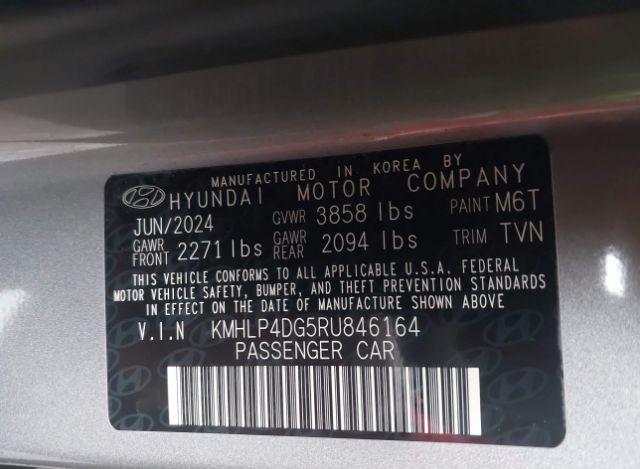 MANUFACTURED IN KOREA BY
HYUNDAI MOTOR COMPANY
JUN/2024 GVWR 3858 lbs PAINT M6T
GAWR FRONT 2271 lbs GAWR REAR 2094 lbs TRIM TVN
THIS VEHICLE CONFORMS TO ALL APPLICABLE U.S.A. FEDERAL
MOTOR VEHICLE SAFETY, BUMPER, AND THEFT PREVENTION STANDARDS
IN EFFECT ON THE DATE OF MANUFACTURE SHOWN ABOVE
V.I.N KMHLP4DG5RU846164
PASSENGER CAR